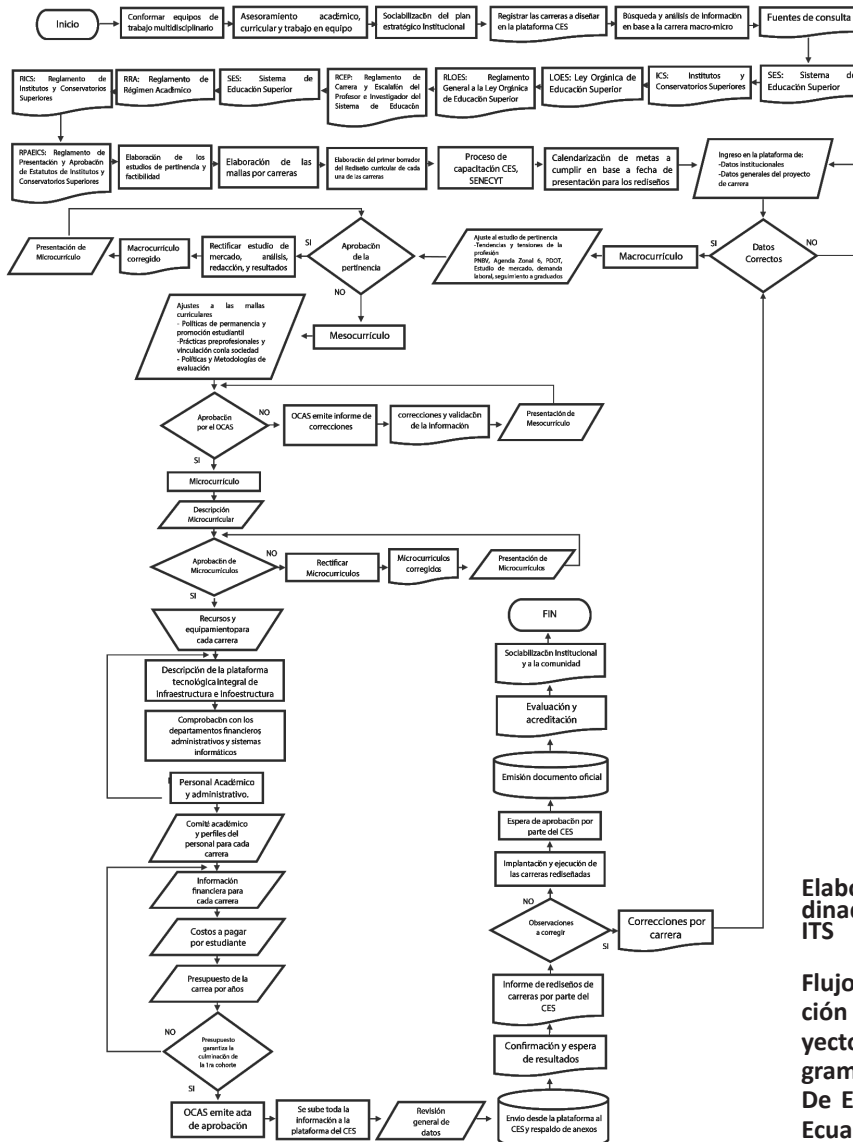 Inicio
Conformar equipos de
trabajo multidisciplinario
Asesoramiento académico,
curricular y trabajo en equipo
Sociabilización del plan
estratégico Institucional
Registrar las carreras a diseñar
en la plataforma CES
Búsqueda y análisis de información
en base a la carrera macro-micro
Fuentes de consulta
RICS: Reglamento de
Institutos y Conservatorios
Superiores
RRA: Reglamento de
Régimen Académico
SES: Sistema de
Educación Superior
RCEP: Reglamento de
Carrera y Escalafón del
Profesor e Investigador del
Sistema de Educación
RLOES: Reglamento
General a la Ley Orgánica
de Educación Superior
LOES: Ley Orgánica de
Educación Superior
ICS: Institutos y
Conservatorios Superiores
SES: Sistema de
Educación Superior
RPAEICS: Reglamento de
Presentación y Aprobación
de Estatutos de Institutos y
Conservatorios Superiores
Elaboración de los
estudios de pertinencia y
factibilidad
Elaboración de las
mallas por carreras
Elaboración del primer borrador
del Rediseño curricular de cada
una de las carreras
Proceso de
capacitación CES,
SENECYT
Calendarización de metas a
cumplir en base a fecha de
presentación para los rediseños
Ingreso en la plataforma de:
-Datos institucionales
-Datos generales del proyecto
de carrera
Presentación de
Microcurrículo
Macrocurrículo
corregido
Rectificar estudio de
mercado, análisis,
redacción, y resultados
SI
Aprobación
de la
pertinencia
NO
Ajuste al estudio de pertinencia
-Tendencias y tensiones de la
profesión
PNBV, Agenda Zonal 6, PDOT,
Estudio de mercado, demanda
laboral, seguimiento a graduados
Macrocurrículo
SI
Datos
Correctos
NO
Ajustes a las mallas
curriculares
- Políticas de permanencia y
promoción estudiantil
-Prácticas preprofesionales y
vinculación conla sociedad
- Políticas y Metodologías de
evaluación
Mesocurrículo
Aprobación
por el OCAS
NO
OCAS emite informe de
correcciones
correcciones y validación
de la información
Presentación de
Mesocurrículo
SI
Microcurrículo
Descripción
Microcurricular
Aprobación de
Microcurrículos
NO
Rectificar
Microcurrículos
Microcurrículos
corregidos
Presentación de
Microcurrículos
SI
Recursos y
equipamientopara
cada carrera
Descripción de la plataforma
tecnológica Integral de
Infraestructura e Infoestructura
Comprobación con los
departamentos financieros,
administrativos y sistemas
informáticos
Personal Académico
y administrativo.
Comité académico
y perfiles del
personal para cada
carrera
Información
financiera para
cada carrera
Costos a pagar
por estudiante
Presupuesto de la
carrea por años
NO
Presupuesto
garantiza la
culminación de
la 1ra cohorte
SI
OCAS emite acta
de aprobación
Se sube toda la
información a la
plataforma del CES
Revisión
general de
datos
Envío desde la plataforma al
CES y respaldo de anexos
Confirmación y espera
de resultados
Informe de rediseños de
carreras por parte del
CES
Observaciones
a corregir
NO
SI
Correcciones por
carrera
Implantación y ejecución de
las carreras rediseñadas
Espera de aprobación por
parte del CES
Emisión documento oficial
Evaluación y
acreditación
Sociabilización Institucional
y a la comunidad
FIN
Elabo
dinac
ITS
Flujo
ción
yecto
gram
De E
Ecua